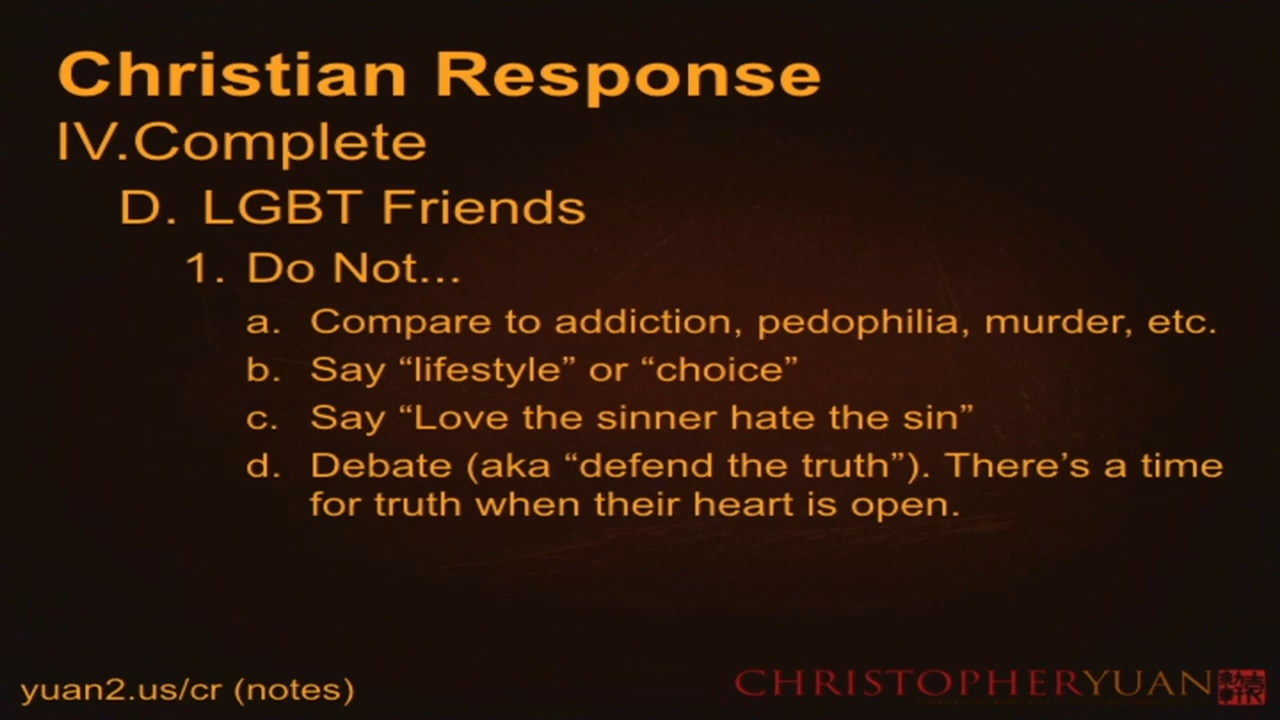 Christian Response
IV.Complete
D. LGBT Friends
1. Do Not...
a. Compare to addiction, pedophilia, murder, etc.
b. Say “lifestyle” or “choice”
c. Say “Love the sinner hate the sin”
d. Debate (aka “defend the truth”). There’s a time
for truth when their heart is open.
yuan2.us/cr (notes)
CHRISTOPHERYUAN